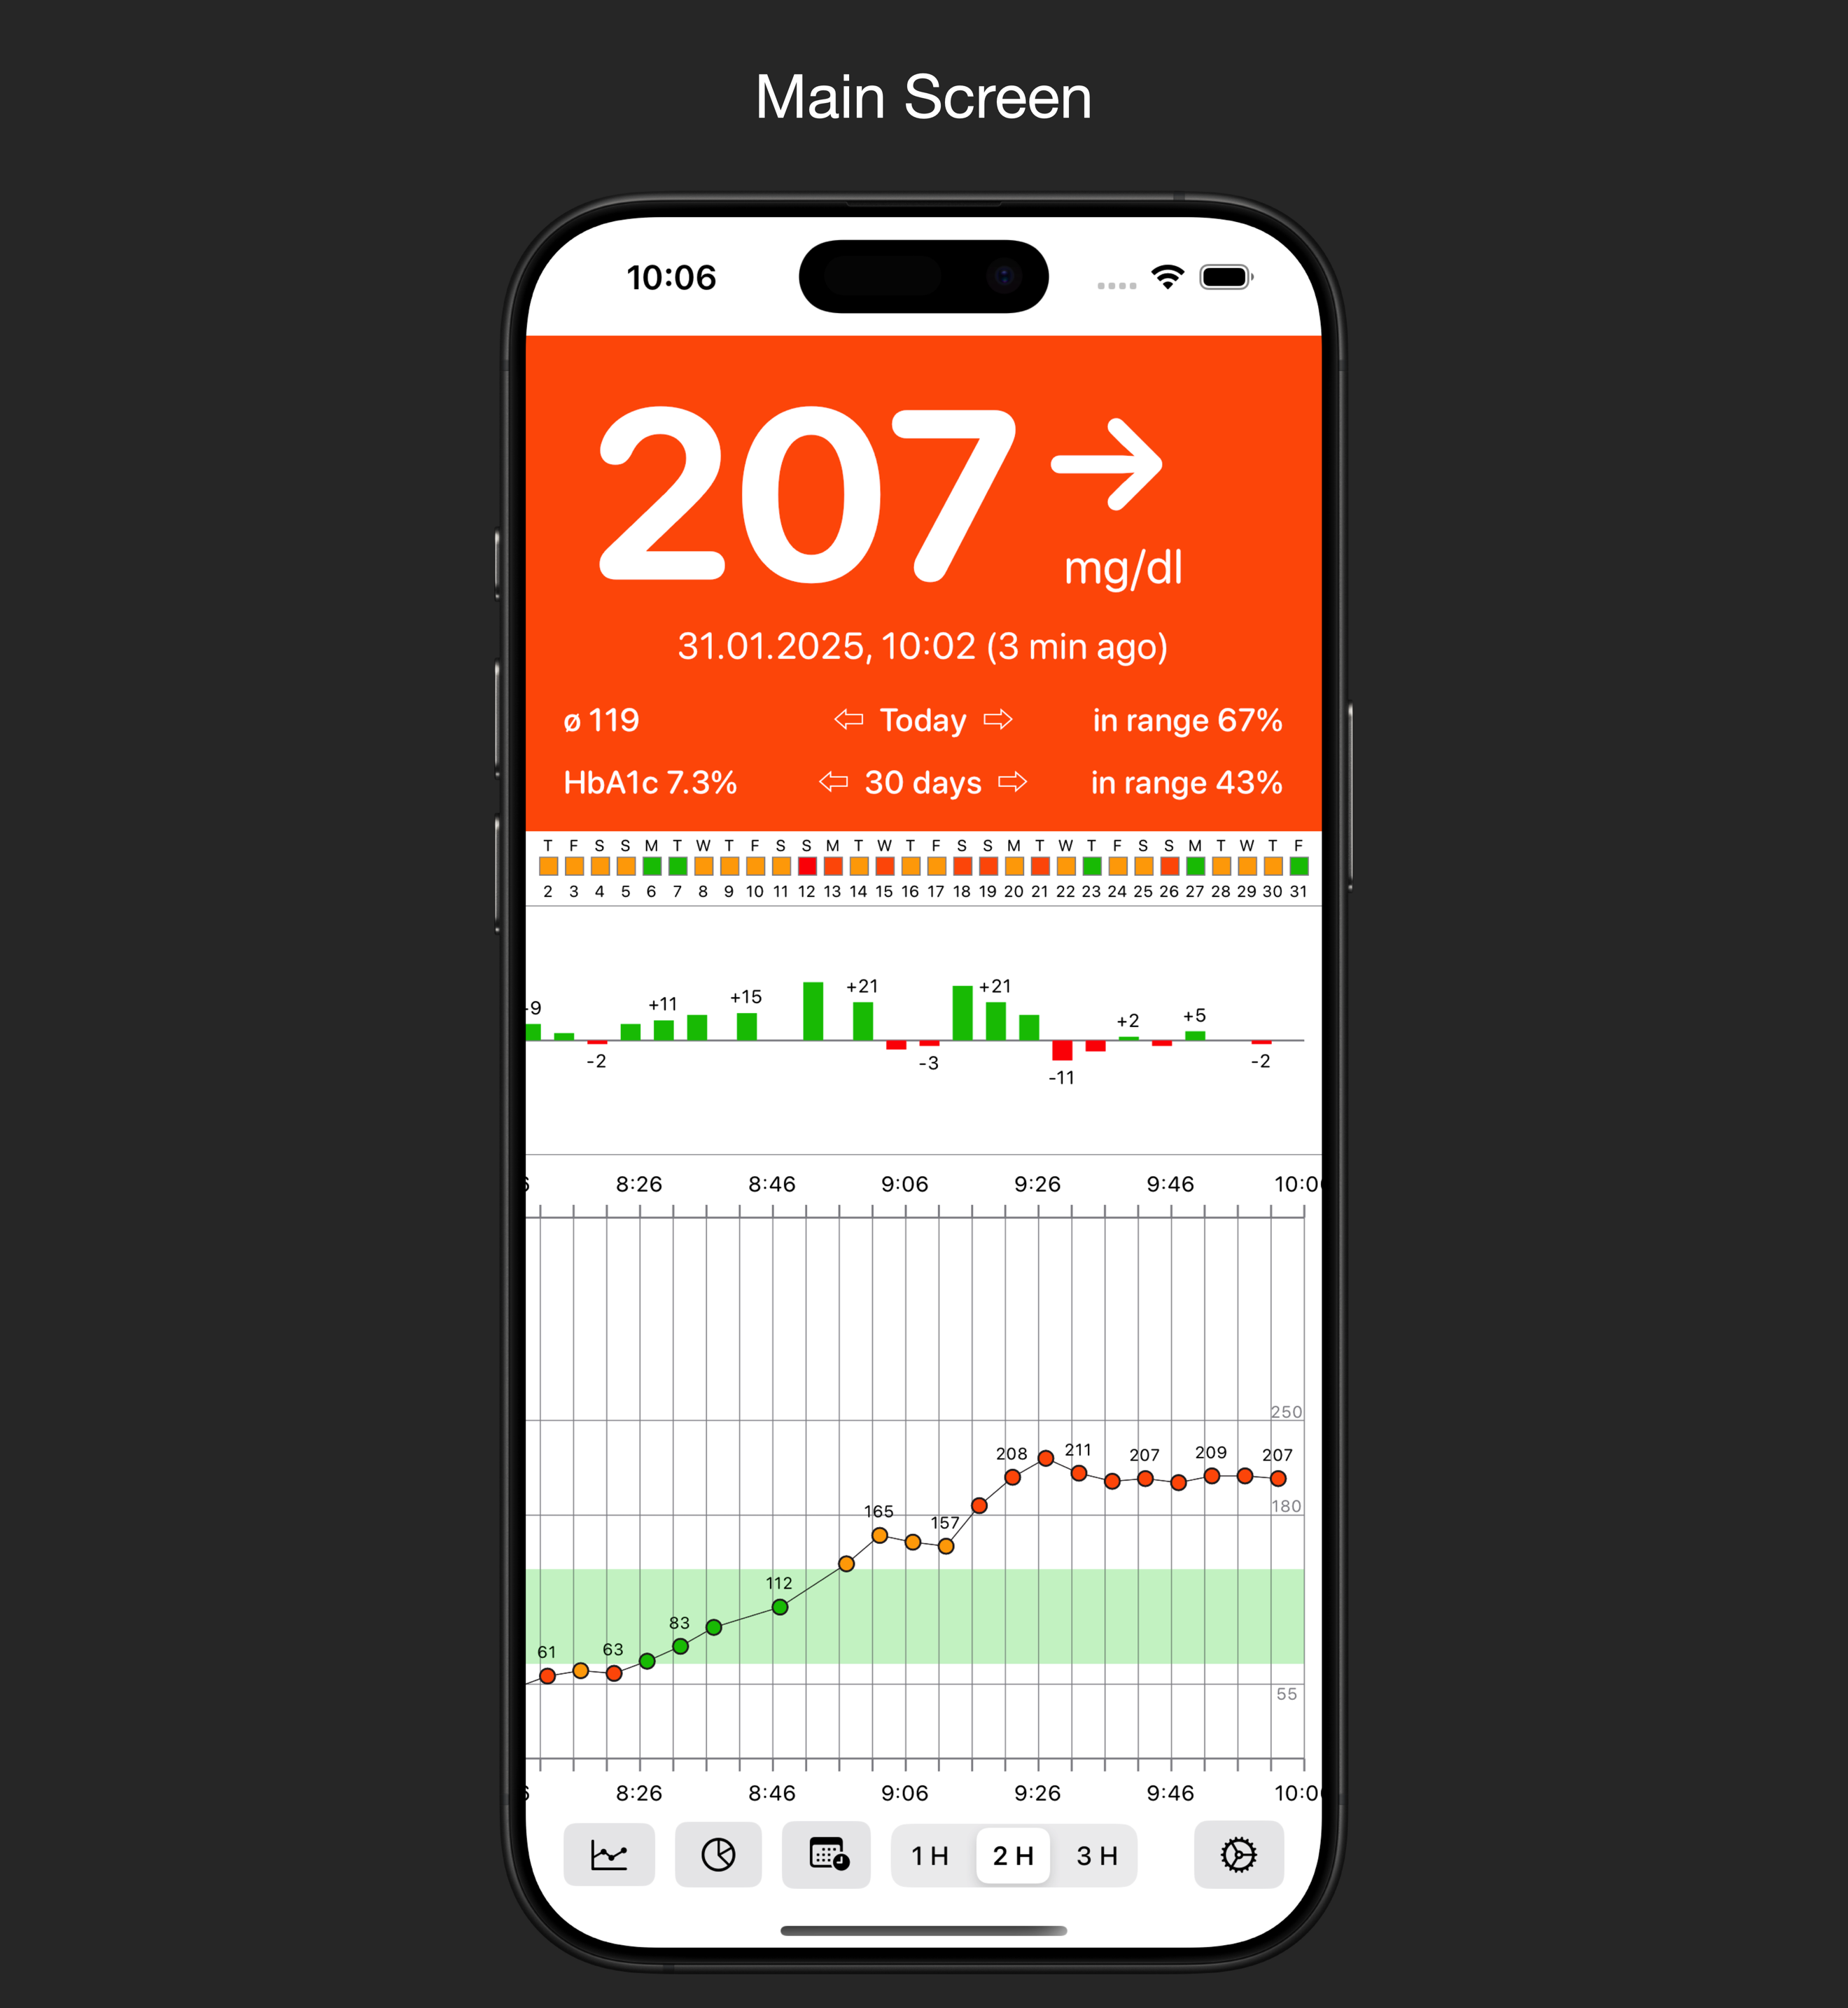 Main Screen
10:06
207 →
mg/dl
31.01.2025, 10:02 (3 min ago)
ø 119 ⇦ Today ⇨ in range 67%
HbA1c 7.3% ⇦ 30 days ⇨ in range 43%
T F S S M T W T F S S M T W T F S S M T W T F S S M T W T F
2 3 4 5 6 7 8 9 10 11 12 13 14 15 16 17 18 19 20 21 22 23 24 25 26 27 28 29 30 31
+21 +21
+15
+11
-9
+5
+2
-2 -3 -2
-11
8:26 8:46 9:06 9:26 9:46 10:0
250
211
208 207 209 207
180
165
157
112
83
61 63
55
8:26 8:46 9:06 9:26 9:46 10:0
1 H 2 H 3 H